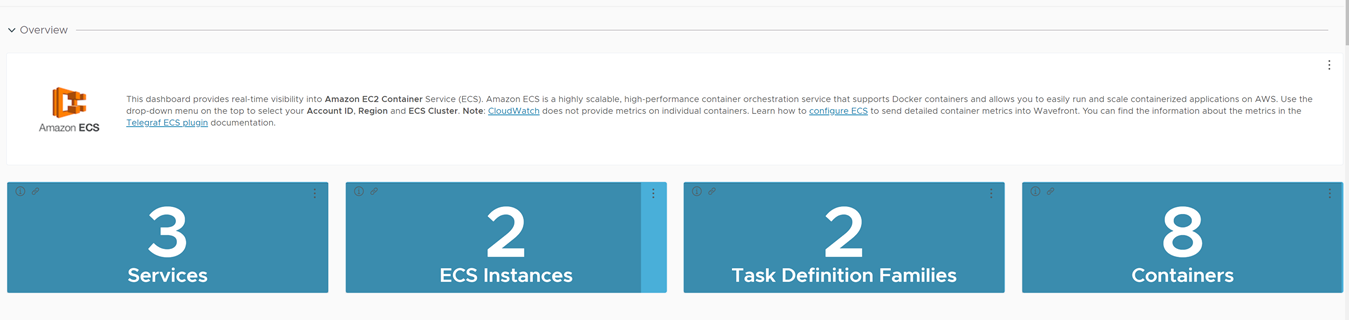 Overview
This dashboard provides real-time visibility into Amazon EC2 Container Service (ECS). Amazon ECS is a highly scalable, high-performance container orchestration service that supports Docker containers and allows you to easily run and scale containerized applications on AWS. Use the
drop-down menu on the top to select your Account ID, Region and ECS Cluster. Note: CloudWatch does not provide metrics on individual containers. Learn how to configure ECS to send detailed container metrics into Wavefront. You can find the information about the metrics in the
Telegraf ECS plugin documentation.
Amazon ECS
3
Services
2
ECS Instances
2
Task Definition Families
8
Containers